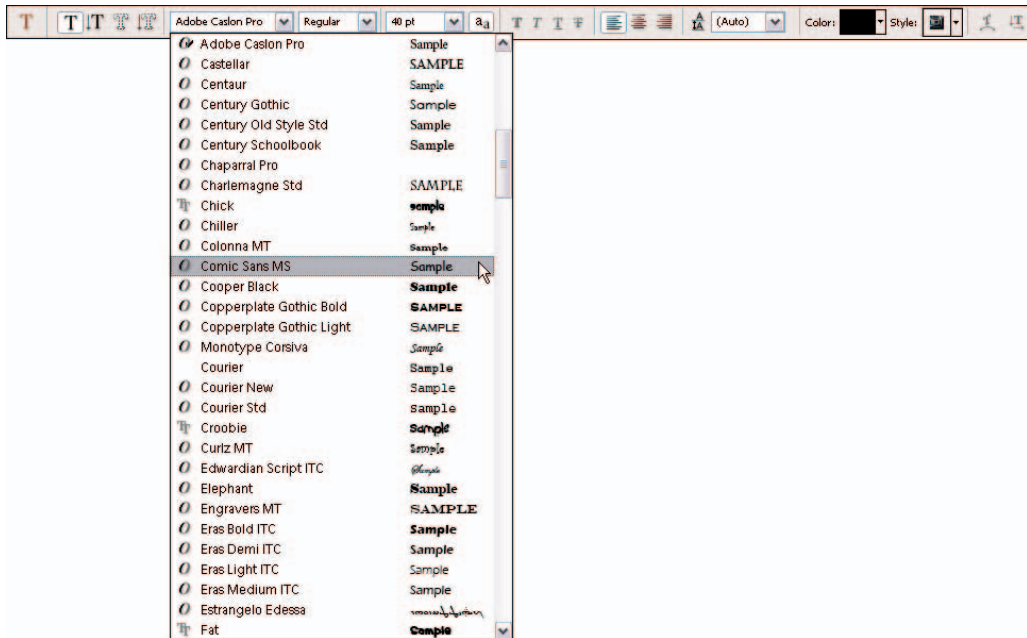 T T T T T Adobe Caslon Pro Regular 40 pt aa T T T T (Auto) Color: Style:
Adobe Caslon Pro Sample
Castellar SAMPLE
Centaur Sample
Century Gothic Sample
Century Old Style Std Sample
Century Schoolbook Sample
Chaparral Pro
Charlemagne Std SAMPLE
Chick sample
Chiller Sample
Colonna MT Sample
Comic Sans MS Sample
Cooper Black Sample
Copperplate Gothic Bold SAMPLE
Copperplate Gothic Light SAMPLE
Monotype Corsiva Sample
Courier Sample
Courier New Sample
Courier Std Sample
Croobie Sample
Curlz MT Sample
Edwardian Script ITC Sample
Elephant Sample
Engravers MT SAMPLE
Eras Bold ITC Sample
Eras Demi ITC Sample
Eras Light ITC Sample
Eras Medium ITC Sample
Estrangelo Edessa
Fat Sample